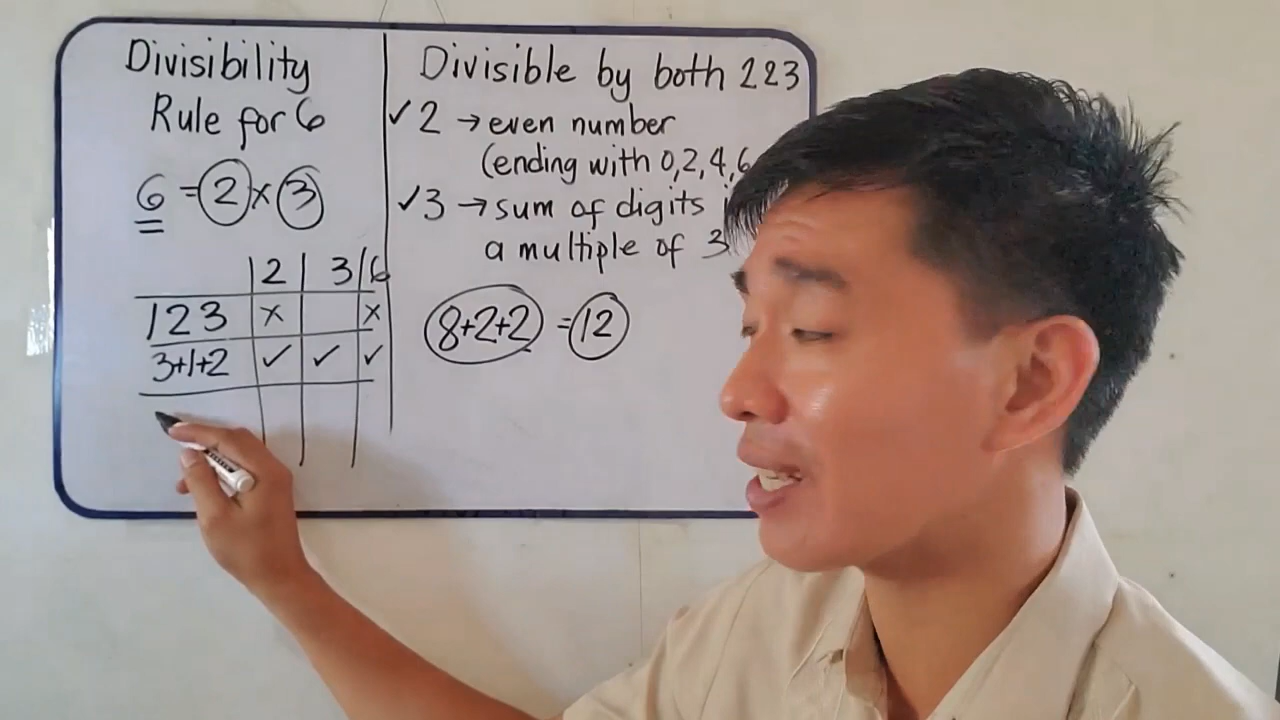 Divisibility
Rule for 6
6 = 2 x 3
2 3 6
123 x x
3+1+2 ✓ ✓ ✓
Divisible by both 2&3
✓ 2 → even number
(ending with 0,2,4,6
✓ 3 → sum of digits
a multiple of 3
8+2+2 = 12